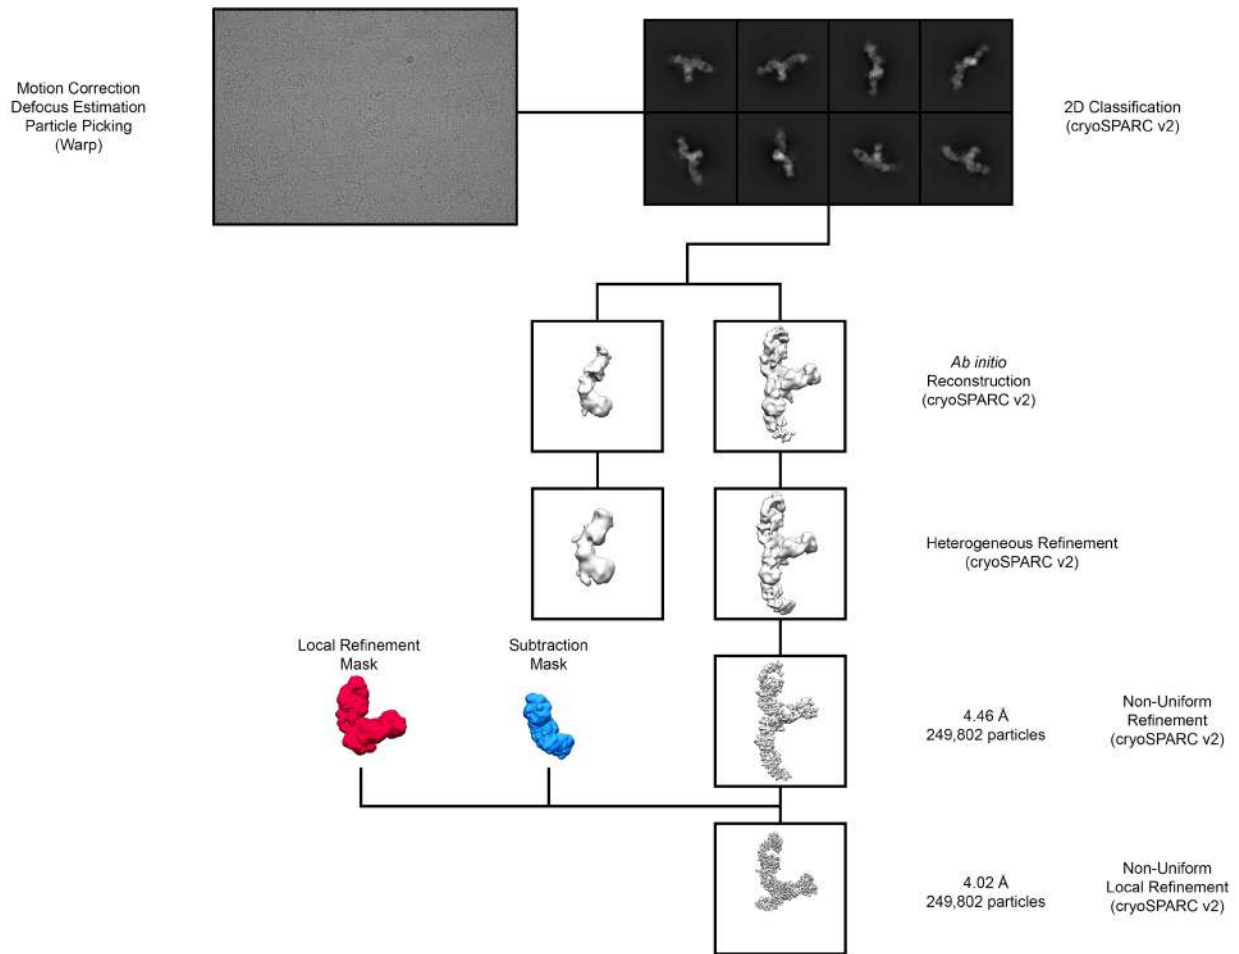 Motion Correction
Defocus Estimation
Particle Picking
(Warp)
2D Classification
(cryoSPARC v2)
Ab initio
Reconstruction
(cryoSPARC v2)
Heterogeneous Refinement
(cryoSPARC v2)
Local Refinement
Mask
Subtraction
Mask
4.46 Å
249,802 particles
Non-Uniform
Refinement
(cryoSPARC v2)
4.02 Å
249,802 particles
Non-Uniform
Local Refinement
(cryoSPARC v2)